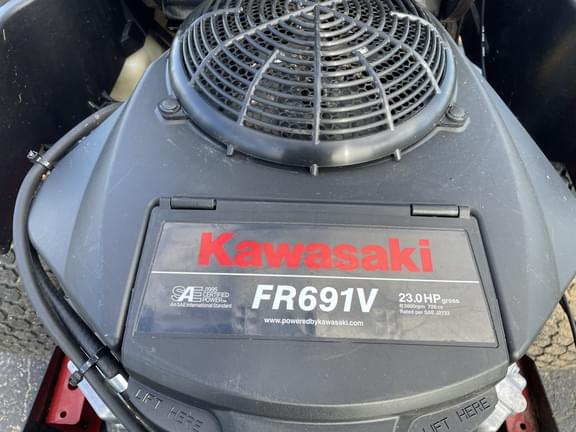 Kawasaki
SAE J1995 CERTIFIED POWER
An SAE International Standard
FR691V
23.0HP gross
@3600rpm 726 cc
Rated per SAE J2723
www.poweredbykawasaki.com
LIFT HERE
LIFT HERE